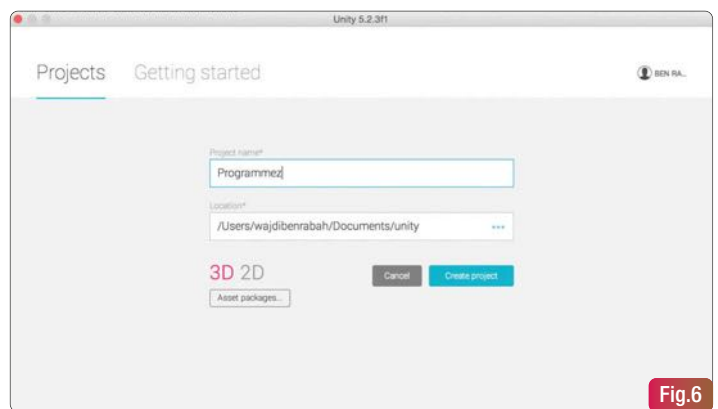 Unity 5.2.3f1
Projects Getting started BEN RA...
Project name*
Programmez
Location*
/Users/wajdibenrabah/Documents/unity
3D 2D Cancel Create project
Asset packages...
Fig.6